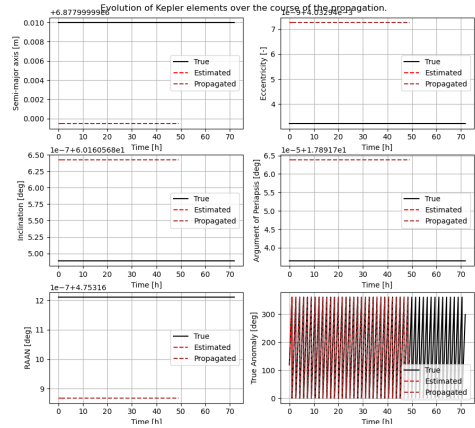 Evolution of Kepler elements over the course of the propagation.
1e−9+4.03294e−3
Semi-major axis [m]
0.010
0.008
0.006
0.004
0.002
0.000
True
Estimated
Propagated
0 10 20 30 40 50 60 70
Time [h]
Eccentricity [-]
7
6
5
4
True
Estimated
Propagated
0 10 20 30 40 50 60 70
Time [h]
1e−7+6.0160568e1
Inclination [deg]
6.50
6.25
6.00
5.75
5.50
5.25
5.00
True
Estimated
Propagated
0 10 20 30 40 50 60 70
Time [h]
1e−5+1.78917e1
Argument of Periapsis [deg]
6.5
6.0
5.5
5.0
4.5
4.0
True
Estimated
Propagated
0 10 20 30 40 50 60 70
Time [h]
1e−7+4.75316
RAAN [deg]
12
11
10
9
True
Estimated
Propagated
0 10 20 30 40 50 60 70
Time [h]
True Anomaly [deg]
300
200
100
0
True
Estimated
Propagated
0 10 20 30 40 50 60 70
Time [h]